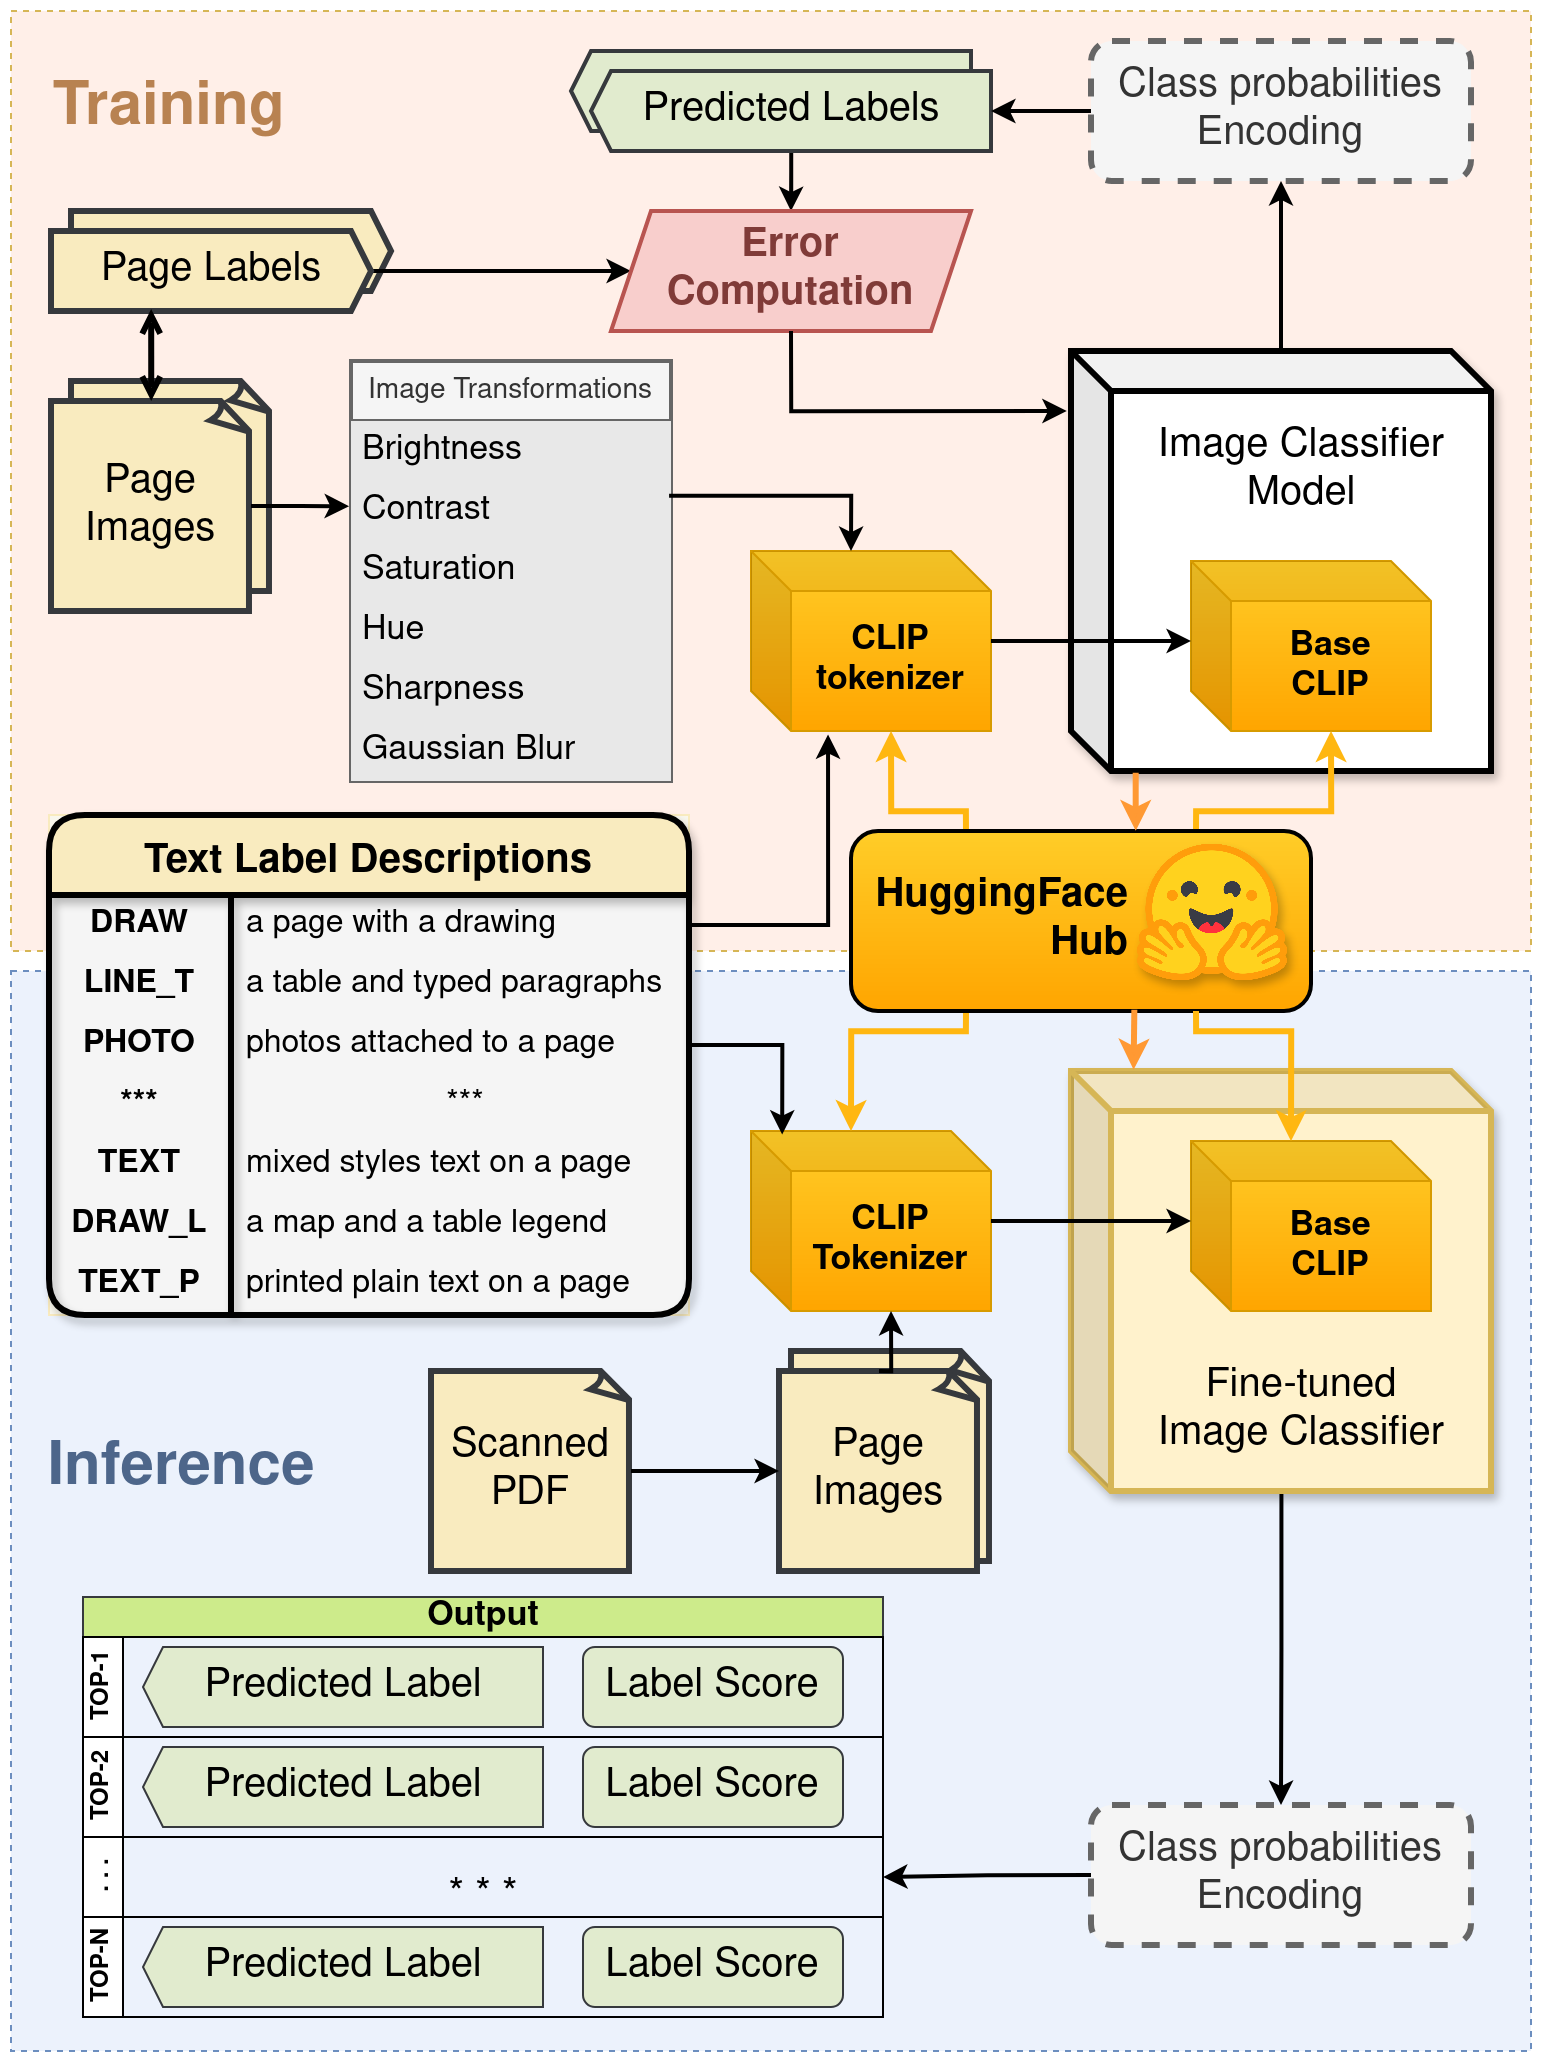 Training
Predicted Labels
Class probabilities
Encoding
Page Labels
Error
Computation
Page
Images
Image Transformations
Brightness
Contrast
Saturation
Hue
Sharpness
Gaussian Blur
Image Classifier
Model
CLIP
tokenizer
Base
CLIP
Text Label Descriptions
DRAW a page with a drawing
LINE_T a table and typed paragraphs
PHOTO photos attached to a page
*** ***
TEXT mixed styles text on a page
DRAW_L a map and a table legend
TEXT_P printed plain text on a page
HuggingFace
Hub
CLIP
Tokenizer
Base
CLIP
Fine-tuned
Image Classifier
Inference
Scanned
PDF
Page
Images
Output
TOP-1 Predicted Label Label Score
TOP-2 Predicted Label Label Score
... * * *
TOP-N Predicted Label Label Score
Class probabilities
Encoding